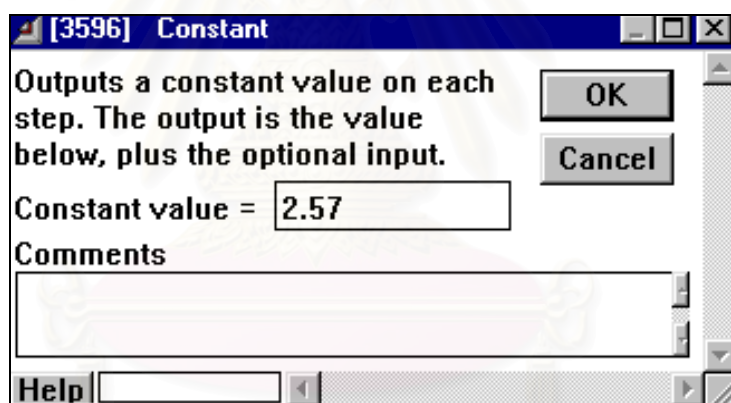 [3596] Constant
Outputs a constant value on each
step. The output is the value
below, plus the optional input.
OK
Cancel
Constant value = 2.57
Comments
Help